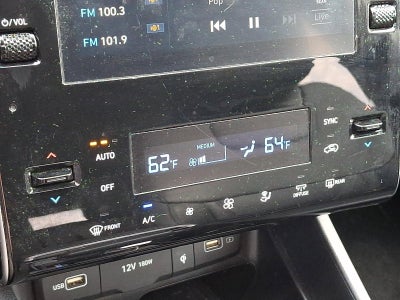 Pop
FM 100.3
Live
FM 101.9
⏻/VOL
SYNC
AUTO
MEDIUM
62°F
64°F
OFF
DIFFUSE
REAR
FRONT
A/C
USB
12V 180W